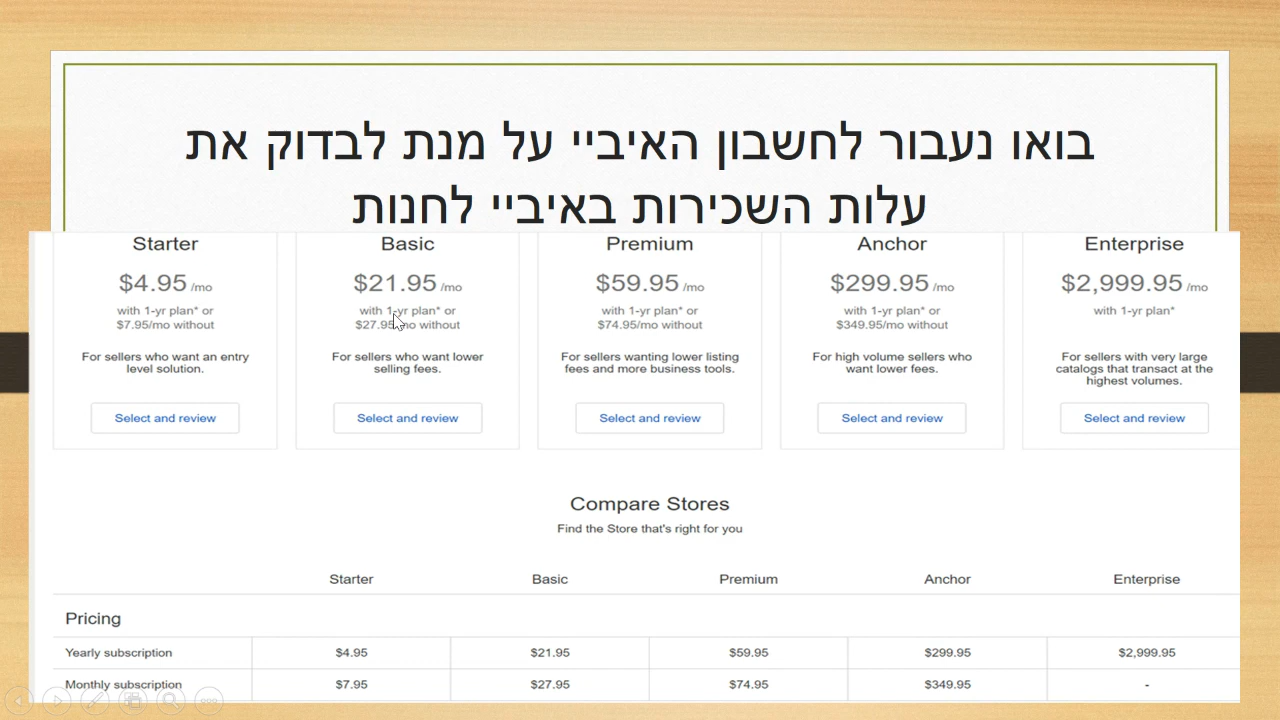 בואו נעבור לחשבון האיביי על מנת לבדוק את
עלות השכירות באיביי לחנות
Starter
$4.95 /mo
with 1-yr plan* or
$7.95/mo without
For sellers who want an entry
level solution.
Select and review
Basic
$21.95 /mo
with 1-yr plan* or
$27.95/mo without
For sellers who want lower
selling fees.
Select and review
Premium
$59.95 /mo
with 1-yr plan* or
$74.95/mo without
For sellers wanting lower listing
fees and more business tools.
Select and review
Anchor
$299.95 /mo
with 1-yr plan* or
$349.95/mo without
For high volume sellers who
want lower fees.
Select and review
Enterprise
$2,999.95 /mo
with 1-yr plan*
For sellers with very large
catalogs that transact at the
highest volumes.
Select and review
Compare Stores
Find the Store that's right for you
Starter Basic Premium Anchor Enterprise
Pricing
Yearly subscription $4.95 $21.95 $59.95 $299.95 $2,999.95
Monthly subscription $7.95 $27.95 $74.95 $349.95 -